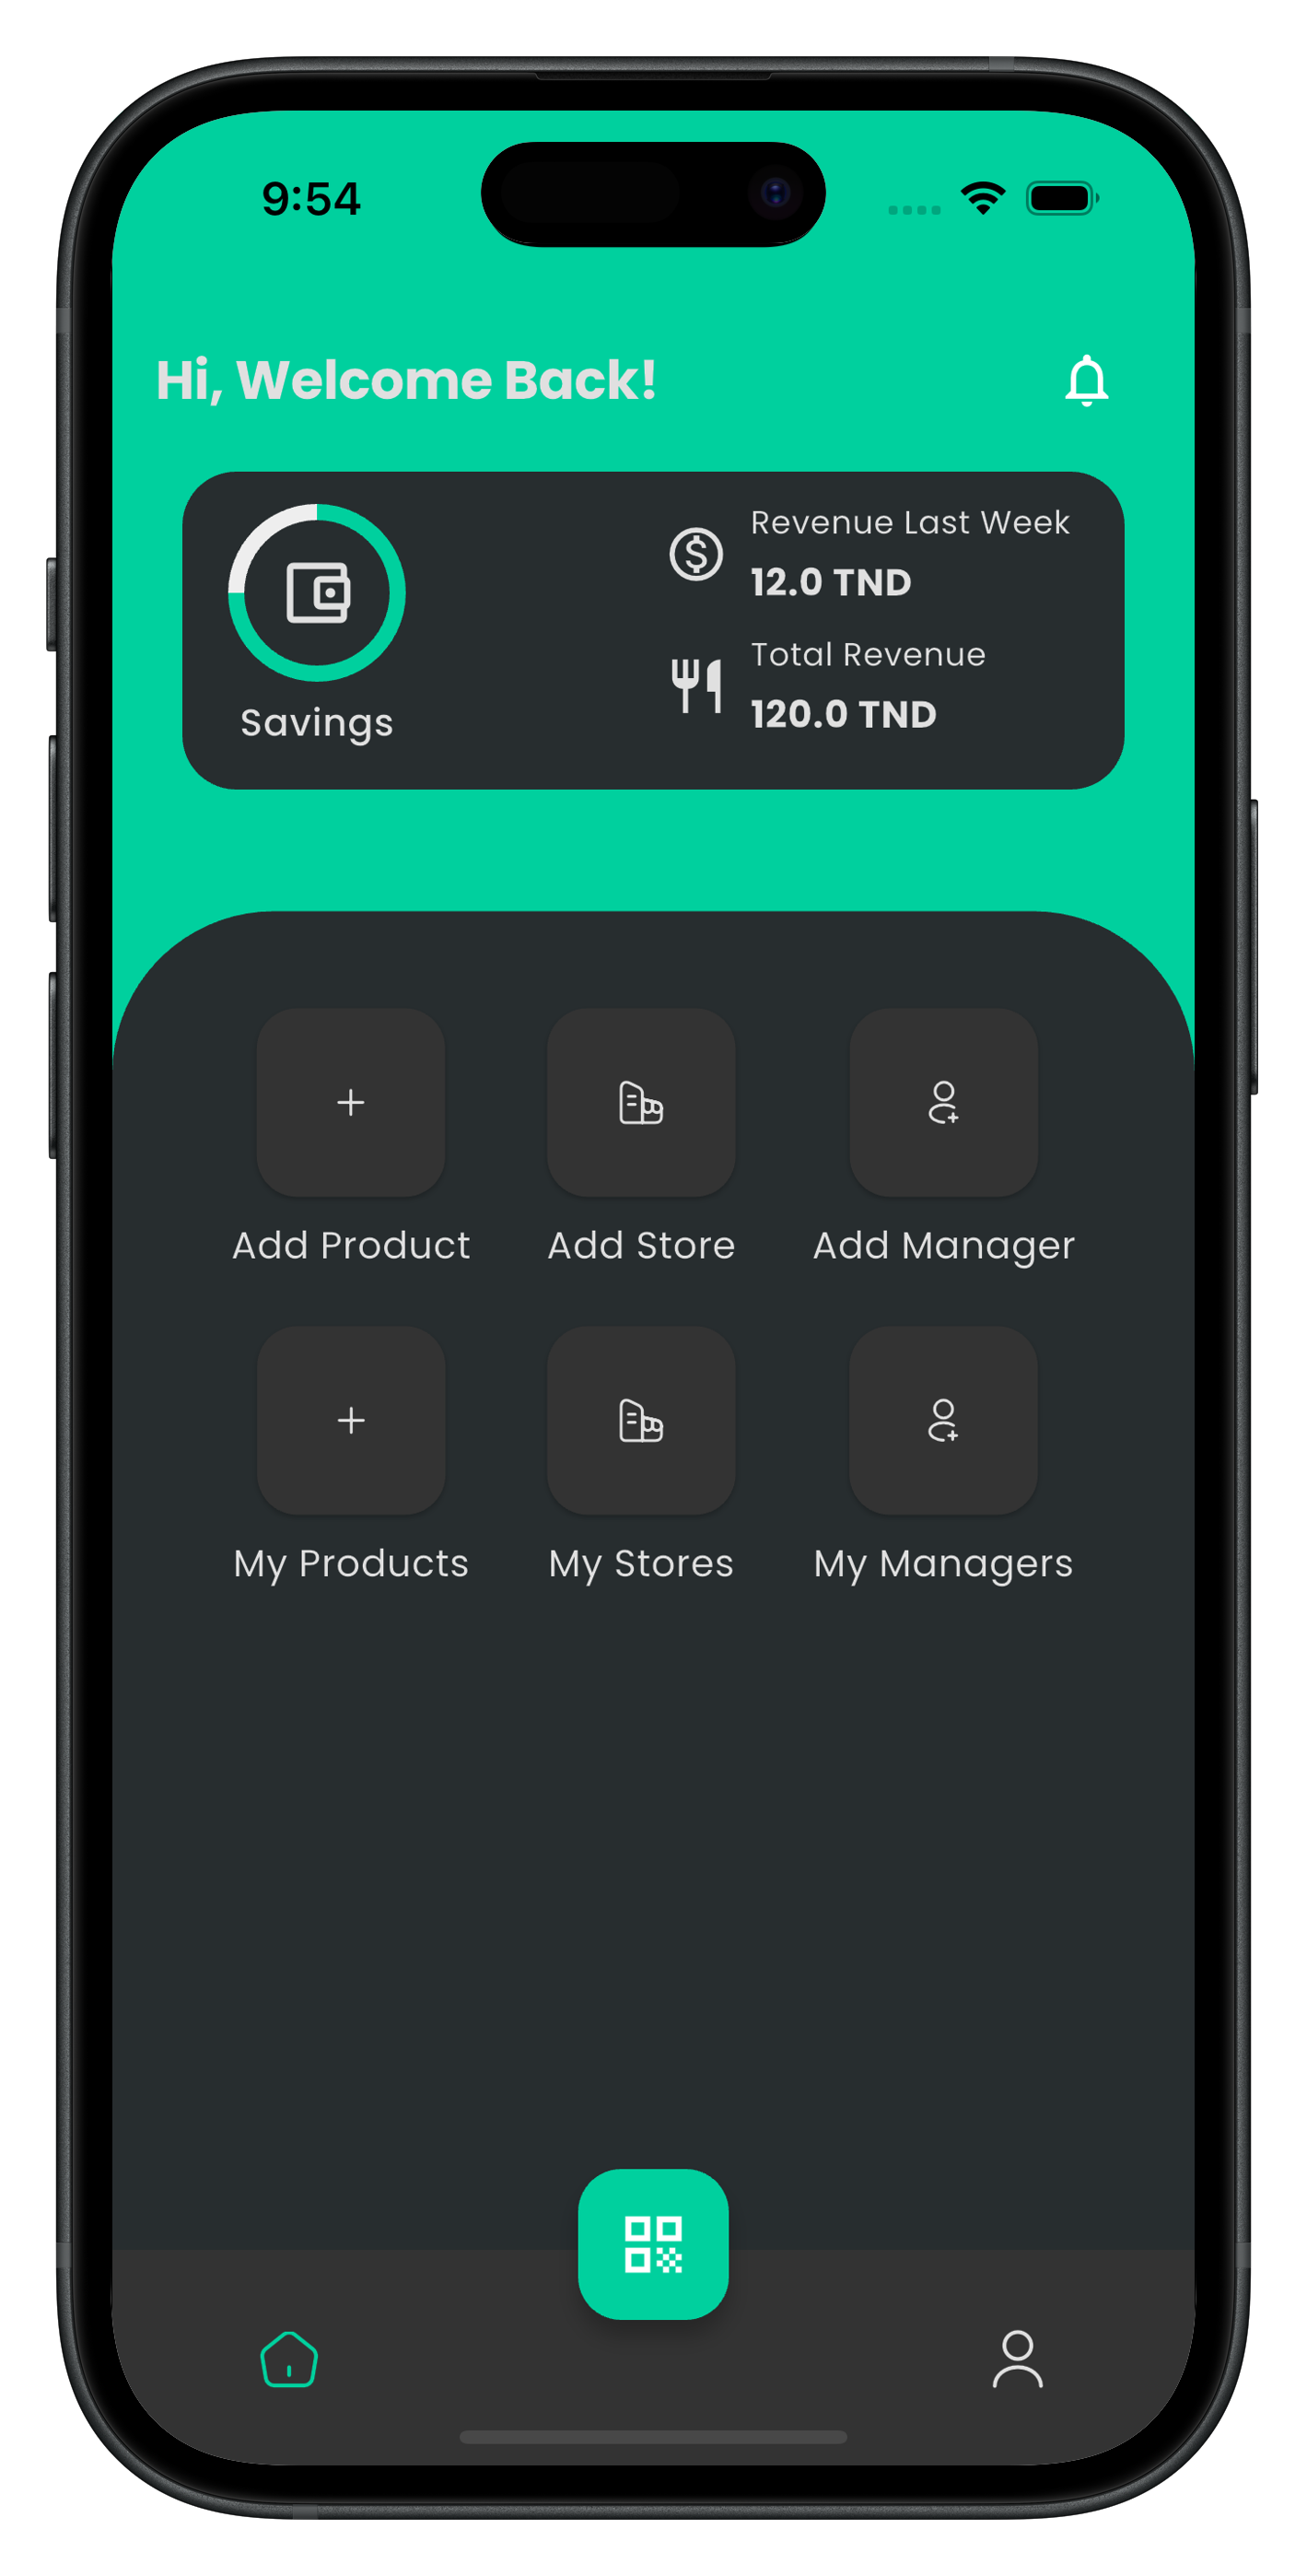 9:54
Hi, Welcome Back!
Revenue Last Week
12.0 TND
Total Revenue
120.0 TND
Savings
Add Product
Add Store
Add Manager
My Products
My Stores
My Managers